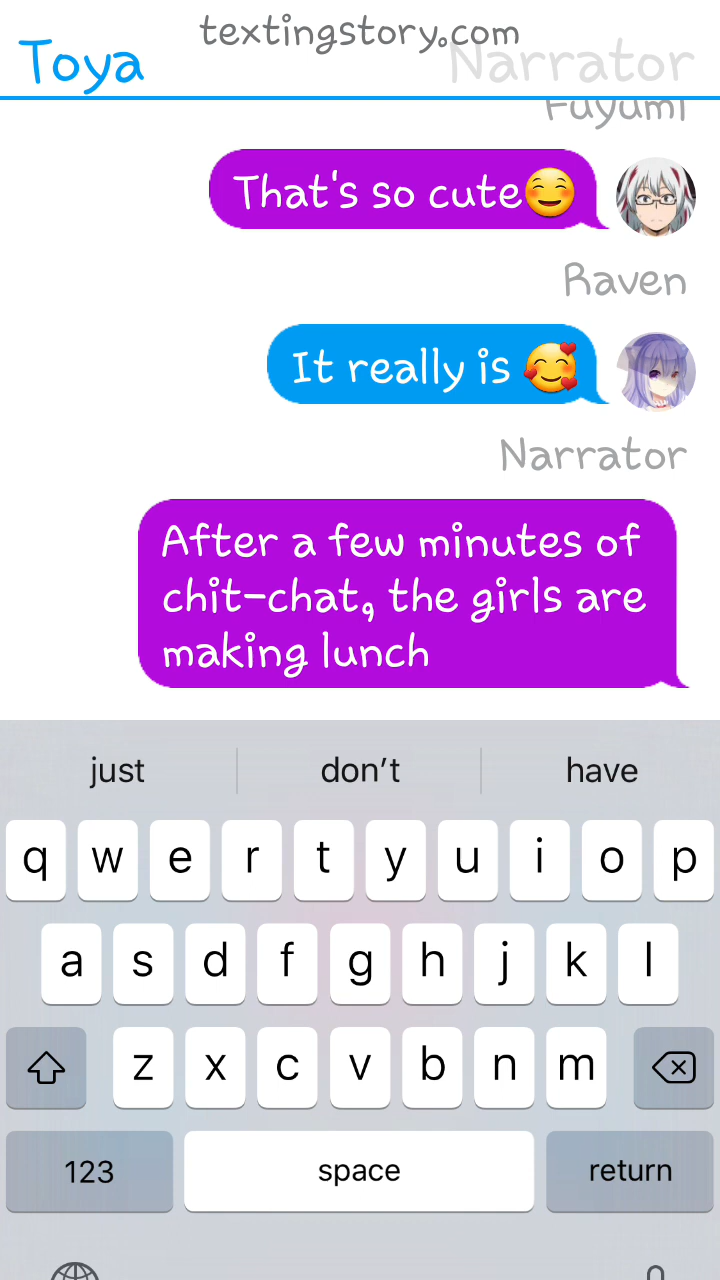 textingstory.com
Toya
Narrator
Fuyumi
That's so cute🥰
Raven
It really is 🥰
Narrator
After a few minutes of
chit-chat, the girls are
making lunch
just don't have
q w e r t y u i o p
a s d f g h j k l
z x c v b n m
123 space return